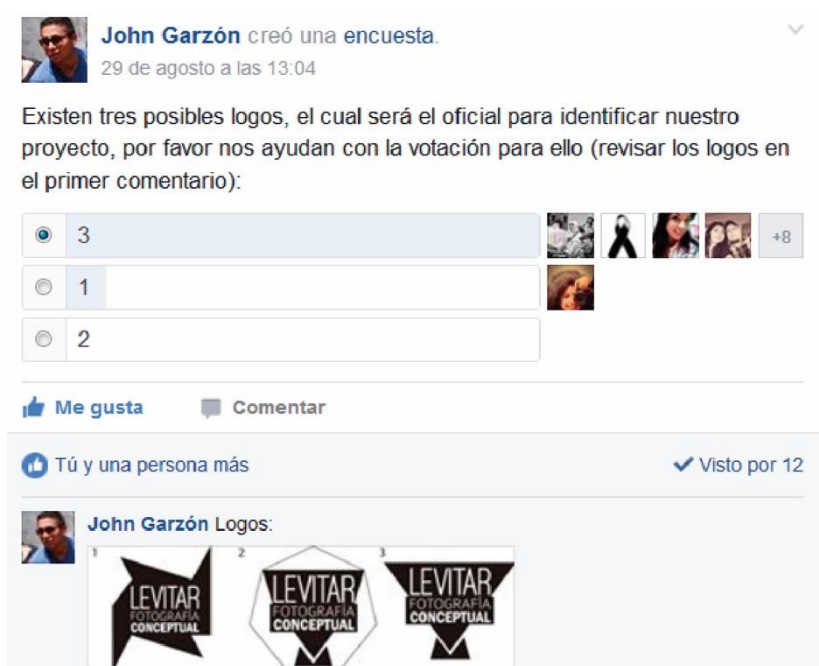 John Garzón creó una encuesta.
29 de agosto a las 13:04
Existen tres posibles logos, el cual será el oficial para identificar nuestro
proyecto, por favor nos ayudan con la votación para ello (revisar los logos en
el primer comentario):
3
+8
1
2
Me gusta Comentar
Tú y una persona más Visto por 12
John Garzón Logos:
1 2 3
LEVITAR LEVITAR LEVITAR
FOTOGRAFÍA FOTOGRAFÍA FOTOGRAFÍA
CONCEPTUAL CONCEPTUAL CONCEPTUAL